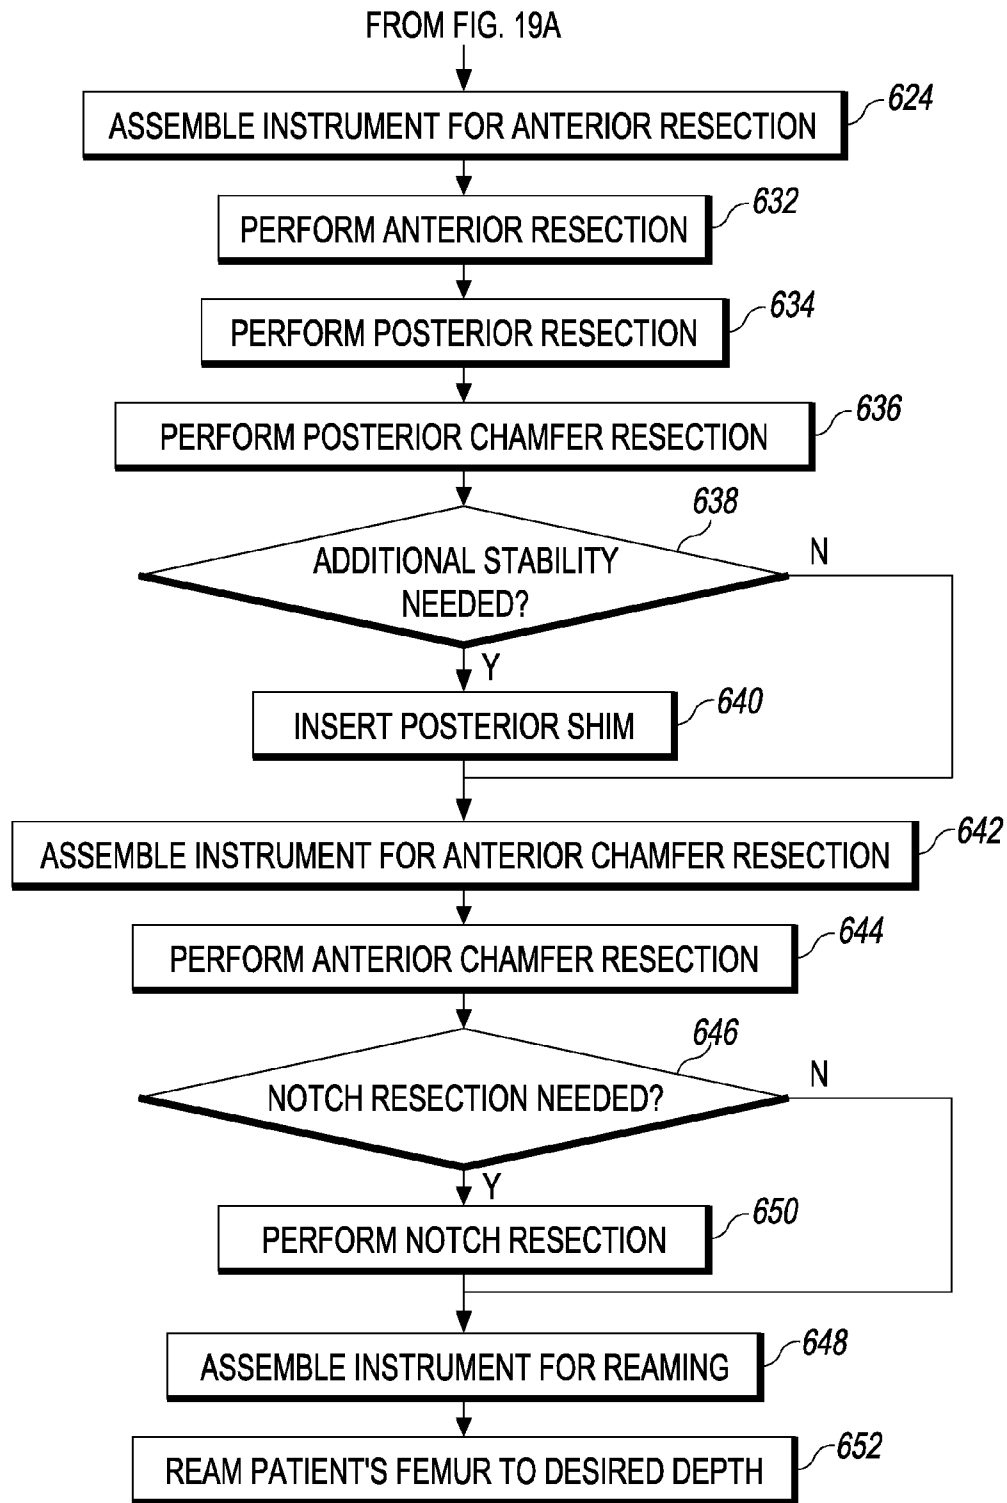 FROM FIG. 19A
ASSEMBLE INSTRUMENT FOR ANTERIOR RESECTION
624
PERFORM ANTERIOR RESECTION
632
PERFORM POSTERIOR RESECTION
634
PERFORM POSTERIOR CHAMFER RESECTION
636
638
ADDITIONAL STABILITY
NEEDED?
N
Y
INSERT POSTERIOR SHIM
640
ASSEMBLE INSTRUMENT FOR ANTERIOR CHAMFER RESECTION
642
PERFORM ANTERIOR CHAMFER RESECTION
644
646
NOTCH RESECTION NEEDED?
N
Y
PERFORM NOTCH RESECTION
650
ASSEMBLE INSTRUMENT FOR REAMING
648
REAM PATIENT'S FEMUR TO DESIRED DEPTH
652